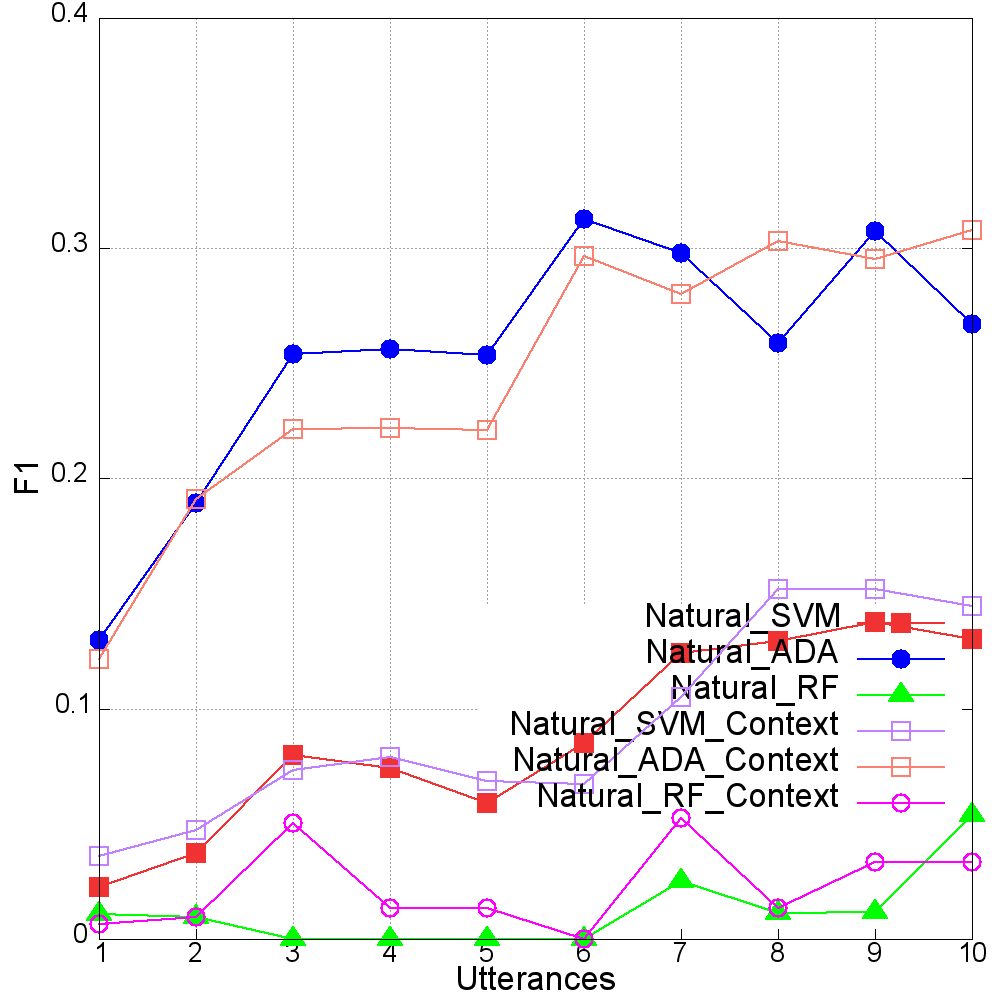 0.4
0.3
0.2
0.1
0
F1
Natural_SVM
Natural_ADA
Natural_RF
Natural_SVM_Context
Natural_ADA_Context
Natural_RF_Context
1 2 3 4 5 6 7 8 9 10
Utterances